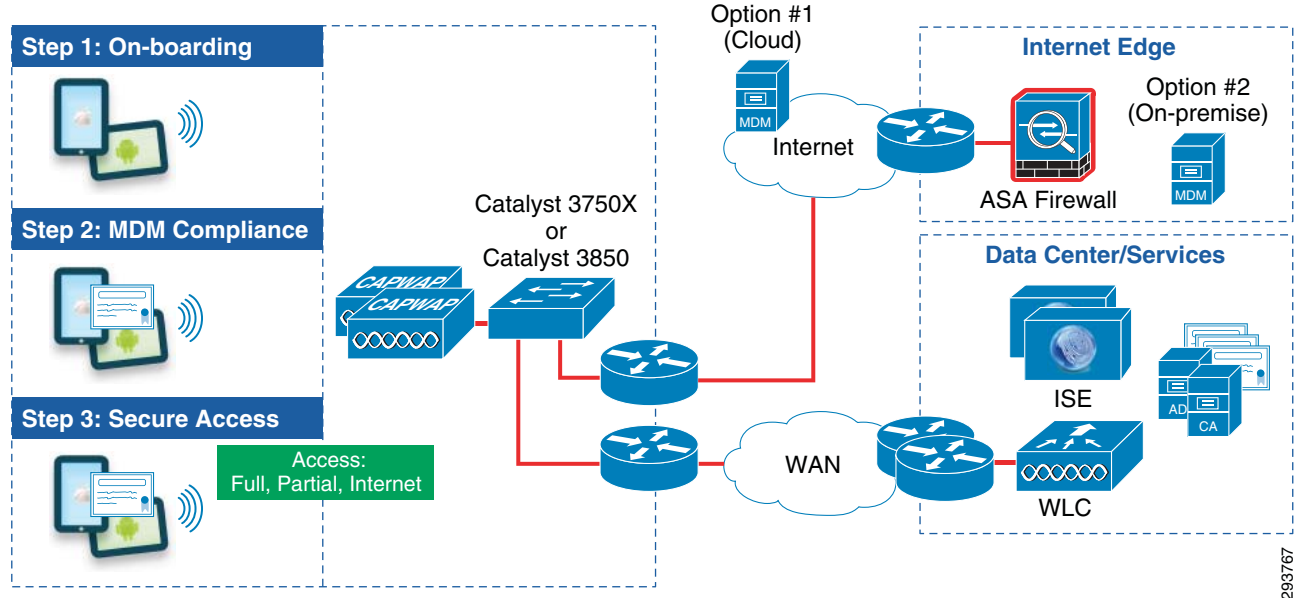 Step 1: On-boarding
Step 2: MDM Compliance
Step 3: Secure Access
Access:
Full, Partial, Internet
CAPWAP
CAPWAP
Catalyst 3750X
or
Catalyst 3850
Option #1
(Cloud)
MDM
Internet
WAN
Internet Edge
ASA Firewall
Option #2
(On-premise)
MDM
Data Center/Services
ISE
AD
CA
WLC
293767